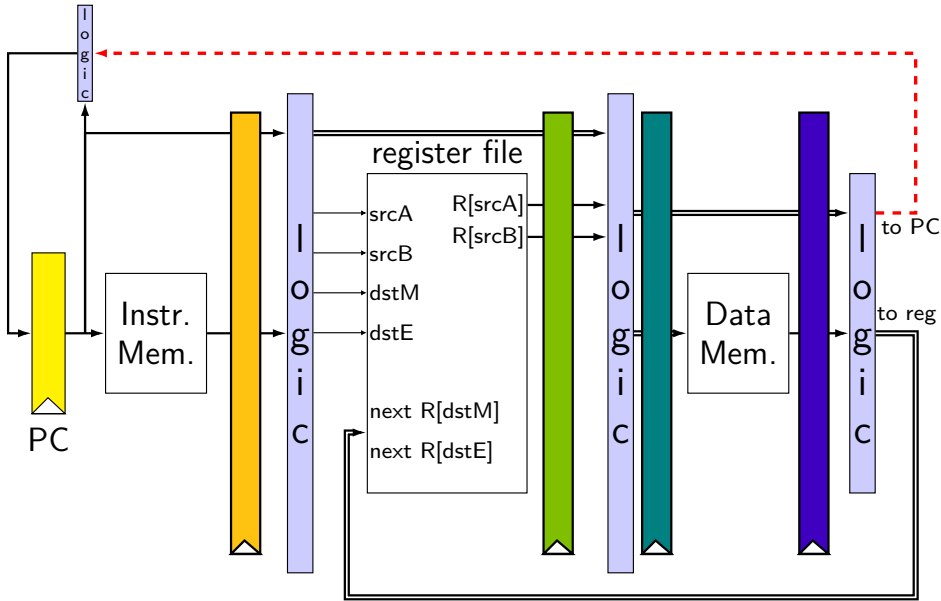 l
o
g
i
c
register file
srcA
srcB
dstM
dstE
R[srcA]
R[srcB]
next R[dstM]
next R[dstE]
l
o
g
i
c
l
o
g
i
c
l
o
g
i
c
to PC
to reg
Instr.
Mem.
Data
Mem.
PC